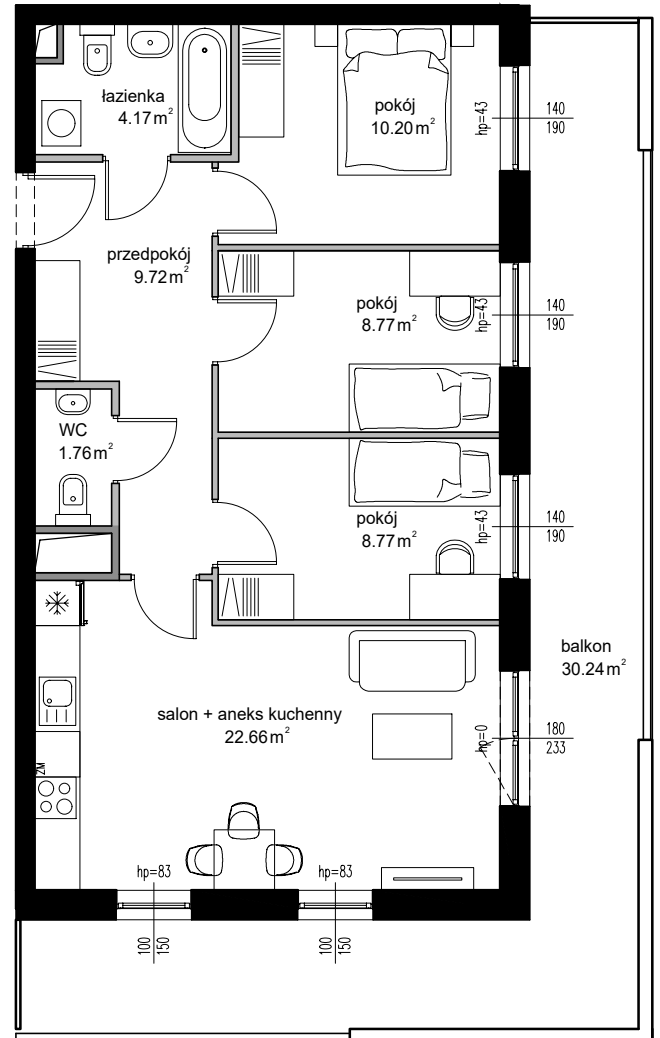 łazienka
4.17 m²
pokój
10.20 m²
hp=43
140
190
przedpokój
9.72 m²
pokój
8.77 m²
hp=43
140
190
WC
1.76 m²
pokój
8.77 m²
hp=43
140
190
balkon
30.24 m²
salon + aneks kuchenny
22.66 m²
hp=0
180
233
ZM
hp=83
hp=83
100
150
100
150